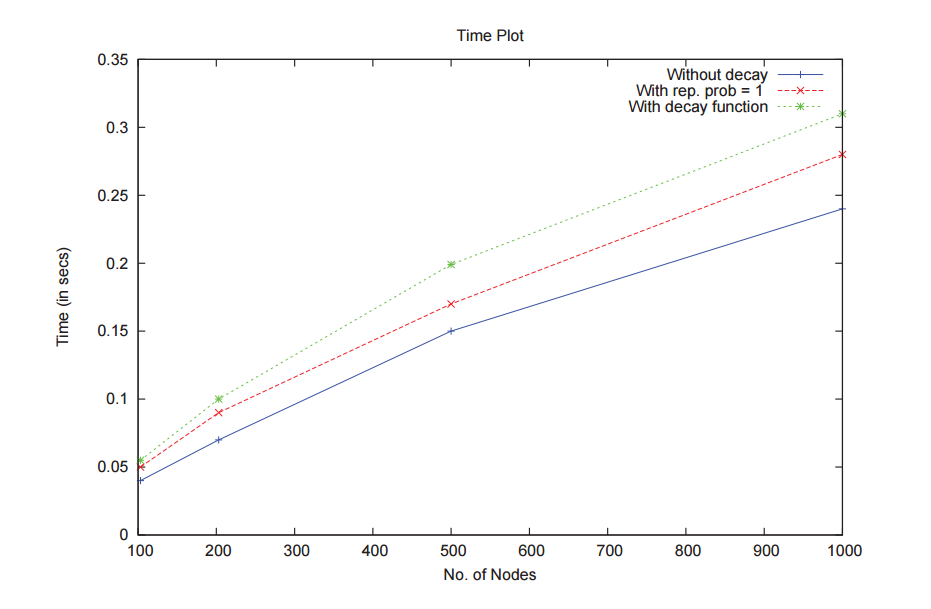 Time Plot
0.35
0.3
0.25
0.2
0.15
0.1
0.05
0
Time (in secs)
Without decay
With rep. prob = 1
With decay function
100 200 300 400 500 600 700 800 900 1000
No. of Nodes